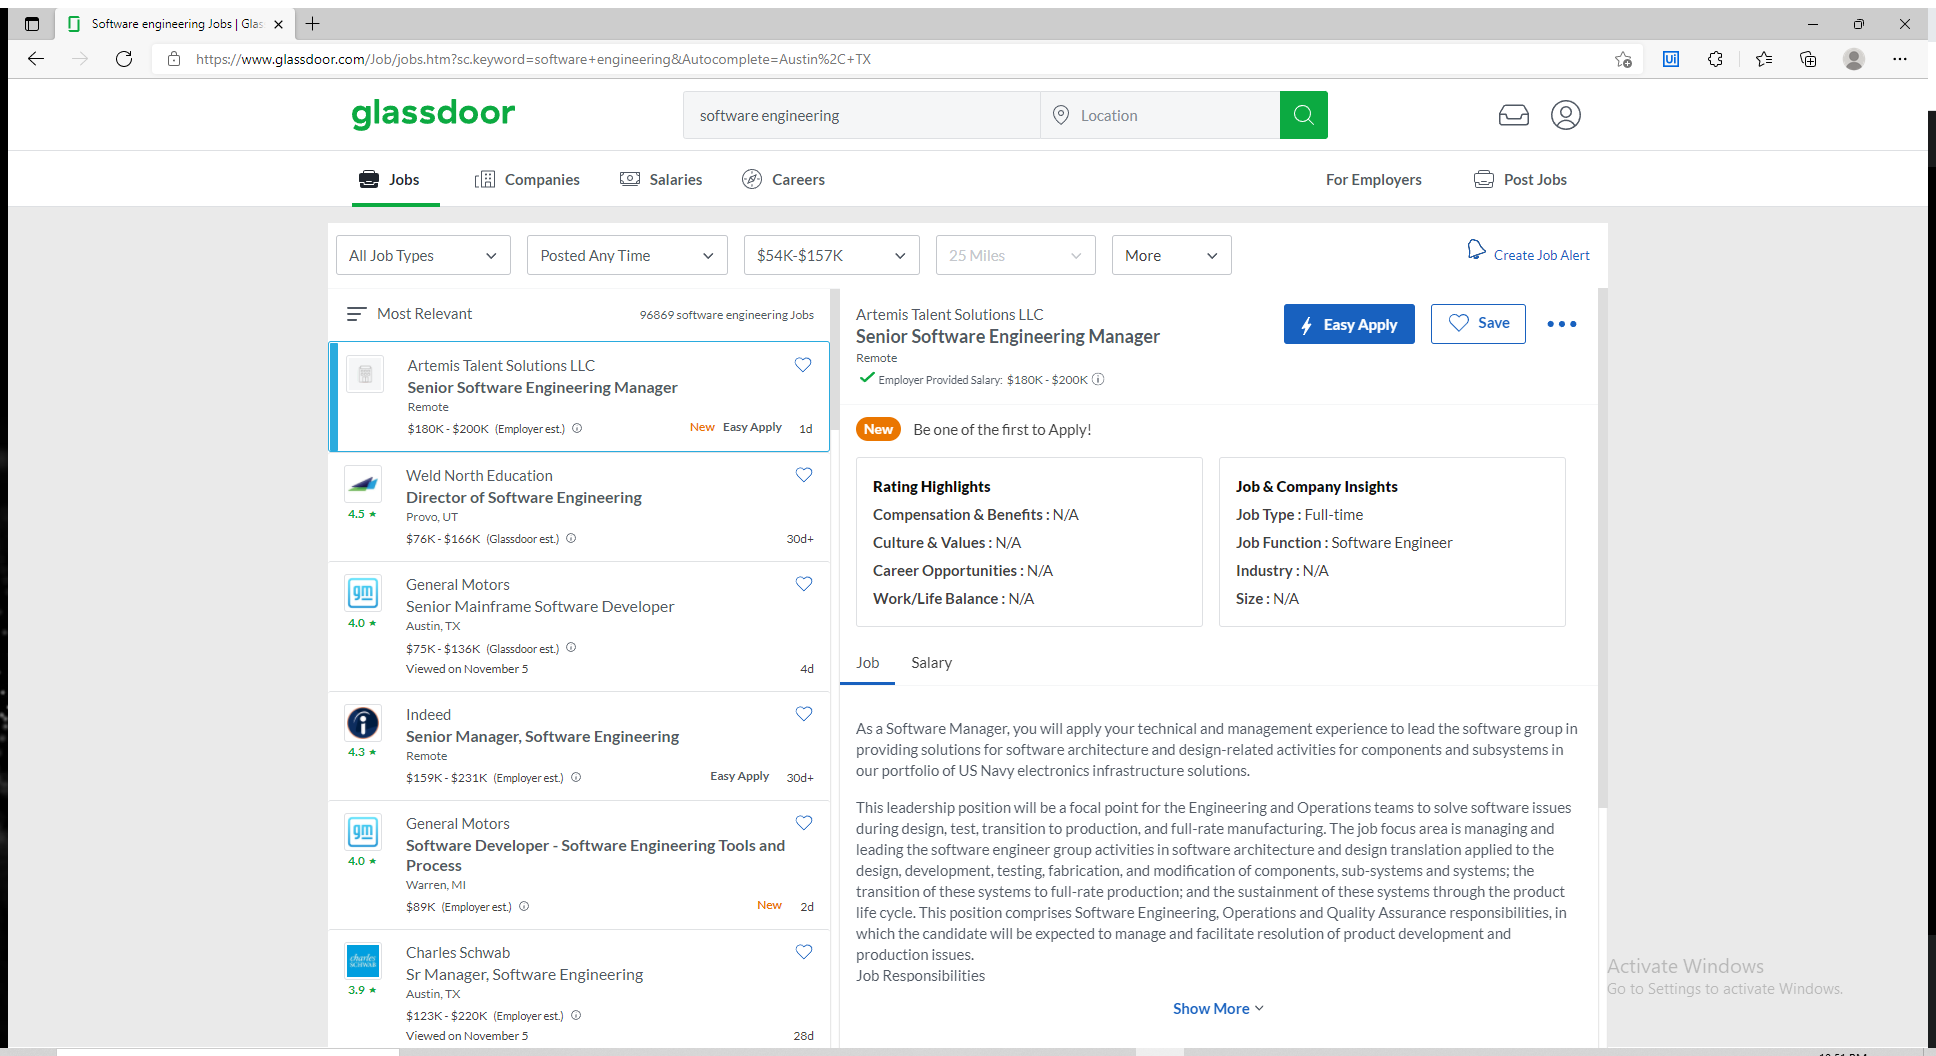 Software engineering Jobs | Glas
https://www.glassdoor.com/Job/jobs.htm?sc.keyword=software+engineering&Autocomplete=Austin%2C+TX
Ui
glassdoor
software engineering
Location
Jobs
Companies
Salaries
Careers
For Employers
Post Jobs
All Job Types
Posted Any Time
$54K-$157K
25 Miles
More
Create Job Alert
Most Relevant
96869 software engineering Jobs
Artemis Talent Solutions LLC
Senior Software Engineering Manager
Remote
$180K - $200K (Employer est.)
New Easy Apply 1d
Weld North Education
Director of Software Engineering
4.5 ★
Provo, UT
$76K - $166K (Glassdoor est.)
30d+
gm
General Motors
Senior Mainframe Software Developer
4.0 ★
Austin, TX
$75K - $136K (Glassdoor est.)
Viewed on November 5
4d
Indeed
Senior Manager, Software Engineering
4.3 ★
Remote
$159K - $231K (Employer est.)
Easy Apply 30d+
gm
General Motors
Software Developer - Software Engineering Tools and
Process
4.0 ★
Warren, MI
$89K (Employer est.)
New 2d
charles
SCHWAB
Charles Schwab
Sr Manager, Software Engineering
3.9 ★
Austin, TX
$123K - $220K (Employer est.)
Viewed on November 5
28d
Artemis Talent Solutions LLC
Senior Software Engineering Manager
Remote
Employer Provided Salary: $180K - $200K
Easy Apply
Save
New Be one of the first to Apply!
Rating Highlights
Compensation & Benefits : N/A
Culture & Values : N/A
Career Opportunities : N/A
Work/Life Balance : N/A
Job & Company Insights
Job Type : Full-time
Job Function : Software Engineer
Industry : N/A
Size : N/A
Job
Salary
As a Software Manager, you will apply your technical and management experience to lead the software group in
providing solutions for software architecture and design-related activities for components and subsystems in
our portfolio of US Navy electronics infrastructure solutions.
This leadership position will be a focal point for the Engineering and Operations teams to solve software issues
during design, test, transition to production, and full-rate manufacturing. The job focus area is managing and
leading the software engineer group activities in software architecture and design translation applied to the
design, development, testing, fabrication, and modification of components, sub-systems and systems; the
transition of these systems to full-rate production; and the sustainment of these systems through the product
life cycle. This position comprises Software Engineering, Operations and Quality Assurance responsibilities, in
which the candidate will be expected to manage and facilitate resolution of product development and
production issues.
Job Responsibilities
Show More
Activate Windows
Go to Settings to activate Windows.